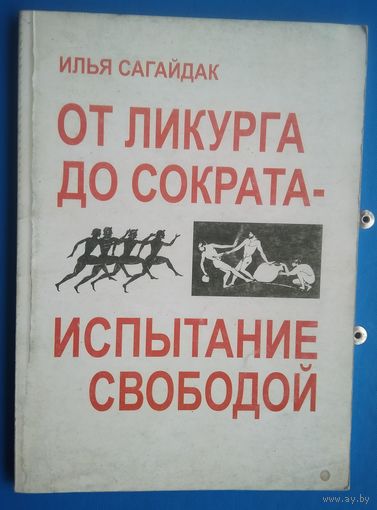 ИЛЬЯ САГАЙДАК
ОТ ЛИКУРГА
ДО СОКРАТА-
ИСПЫТАНИЕ
СВОБОДОЙ
www.ay.by